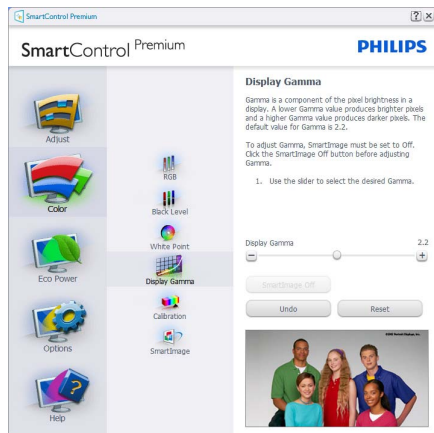 SmartControl Premium
?
×
SmartControl Premium
PHILIPS
Adjust
Color
Eco Power
Options
Help
RGB
Black Level
White Point
Display Gamma
Calibration
SmartImage
Display Gamma
Gamma is a component of the pixel brightness in a
display. A lower Gamma value produces brighter pixels
and a higher Gamma value produces darker pixels. The
default value for Gamma is 2.2.
To adjust Gamma, SmartImage must be set to Off.
Click the SmartImage Off button before adjusting
Gamma.
1. Use the slider to select the desired Gamma.
Display Gamma 2.2
SmartImage Off
Undo Reset